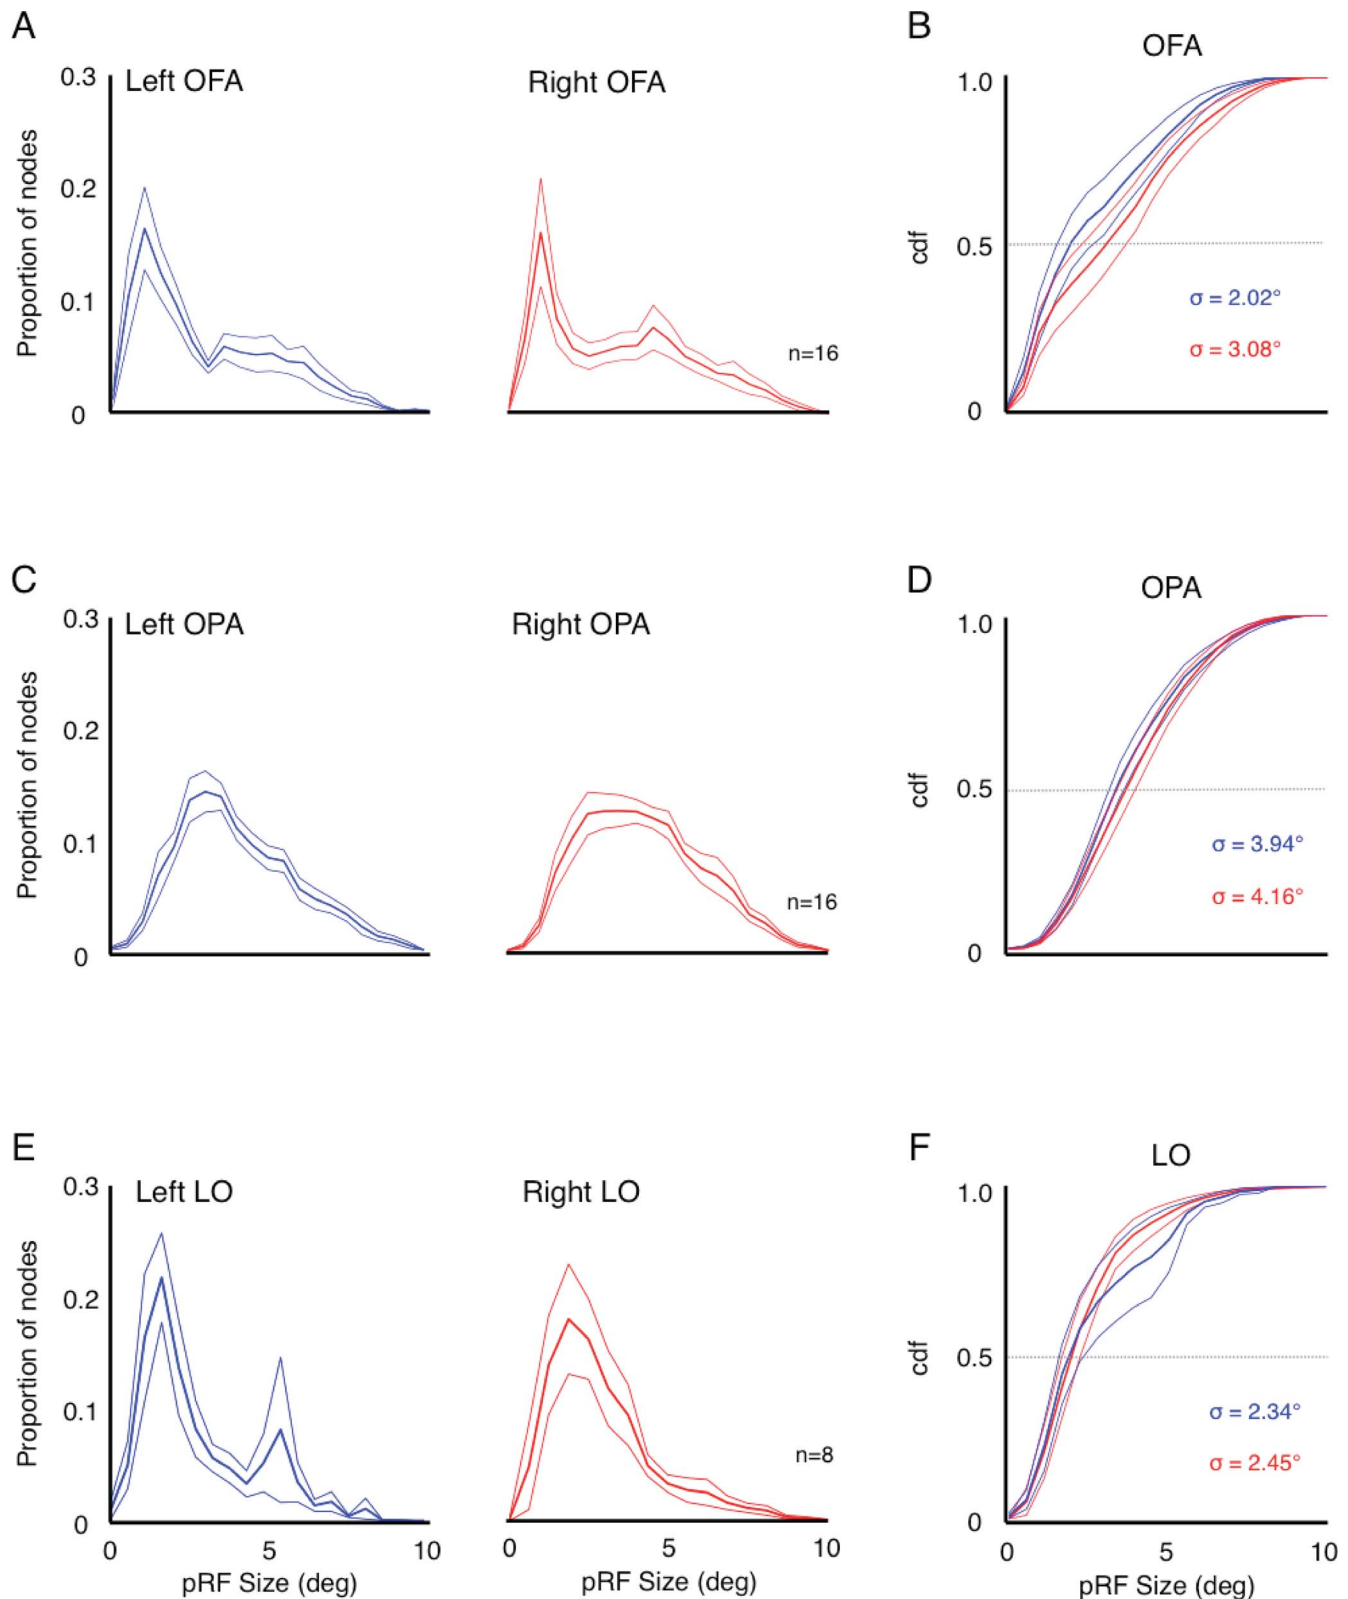 A
B
Left OFA
Right OFA
OFA
0.3
0.2
0.1
0
Proportion of nodes
n=16
1.0
0.5
0
cdf
σ = 2.02°
σ = 3.08°
C
D
Left OPA
Right OPA
OPA
0.3
0.2
0.1
0
Proportion of nodes
n=16
1.0
0.5
0
cdf
σ = 3.94°
σ = 4.16°
E
F
Left LO
Right LO
LO
0.3
0.2
0.1
0
Proportion of nodes
n=8
1.0
0.5
0
cdf
σ = 2.34°
σ = 2.45°
0 5 10
0 5 10
0 5 10
pRF Size (deg)
pRF Size (deg)
pRF Size (deg)